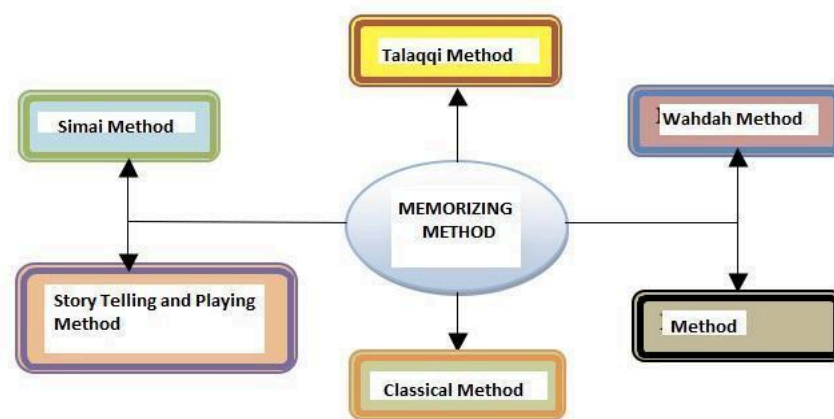 Talaqqi Method
Simai Method
Wahdah Method
MEMORIZING
METHOD
Story Telling and Playing
Method
Method
Classical Method